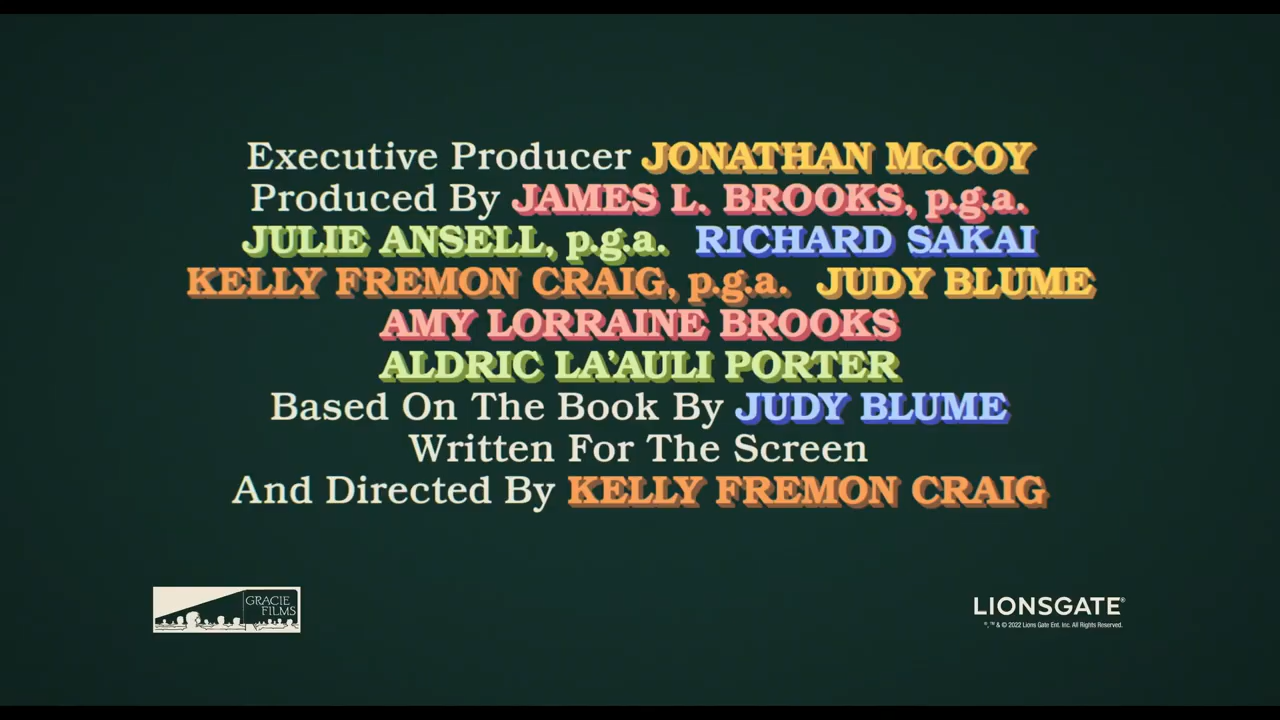 Executive Producer JONATHAN McCOY
Produced By JAMES L. BROOKS, p.g.a.
JULIE ANSELL, p.g.a. RICHARD SAKAI
KELLY FREMON CRAIG, p.g.a. JUDY BLUME
AMY LORRAINE BROOKS
ALDRIC LA'AULI PORTER
Based On The Book By JUDY BLUME
Written For The Screen
And Directed By KELLY FREMON CRAIG
GRACIE
FILMS
LIONSGATE®
®, ™ & © 2022 Lions Gate Ent. Inc. All Rights Reserved.